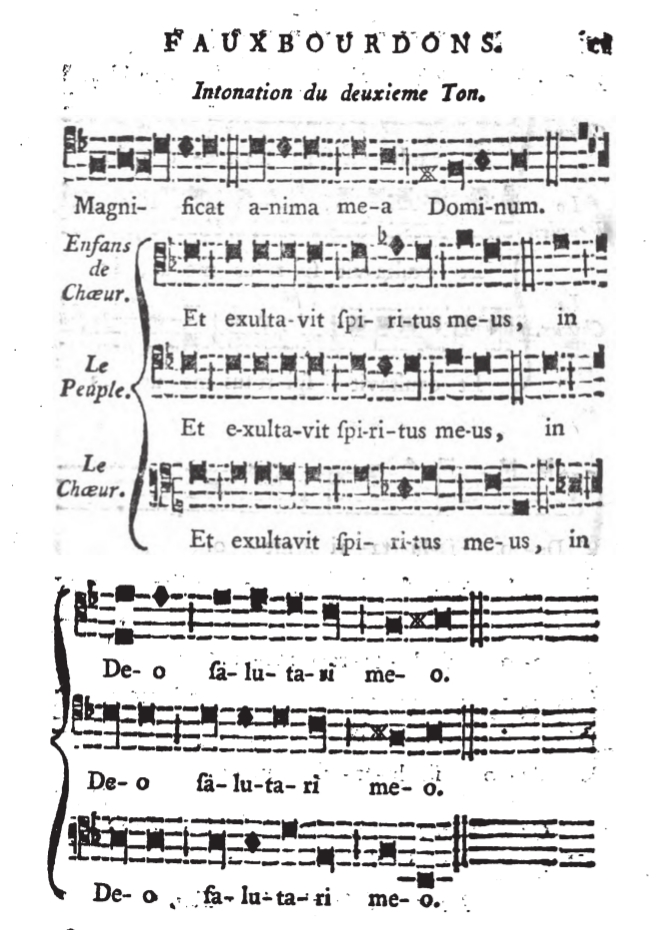 FAUXBOURDONS.
Intonation du deuxieme Ton.
Magni- ficat a-nima me-a Domi-num.
Enfans
de
Chœur.
Et exulta-vit ſpi- ri-tus me-us, in
Le
Peuple.
Et e-xulta-vit ſpi-ri-tus me-us, in
Le
Chœur.
Et exultavit ſpi- ri-tus me-us, in
De- o ſa- lu- ta- ri me- o.
De- o ſa- lu-ta- ri me- o.
De- o ſa- lu- ta- ri me- o.